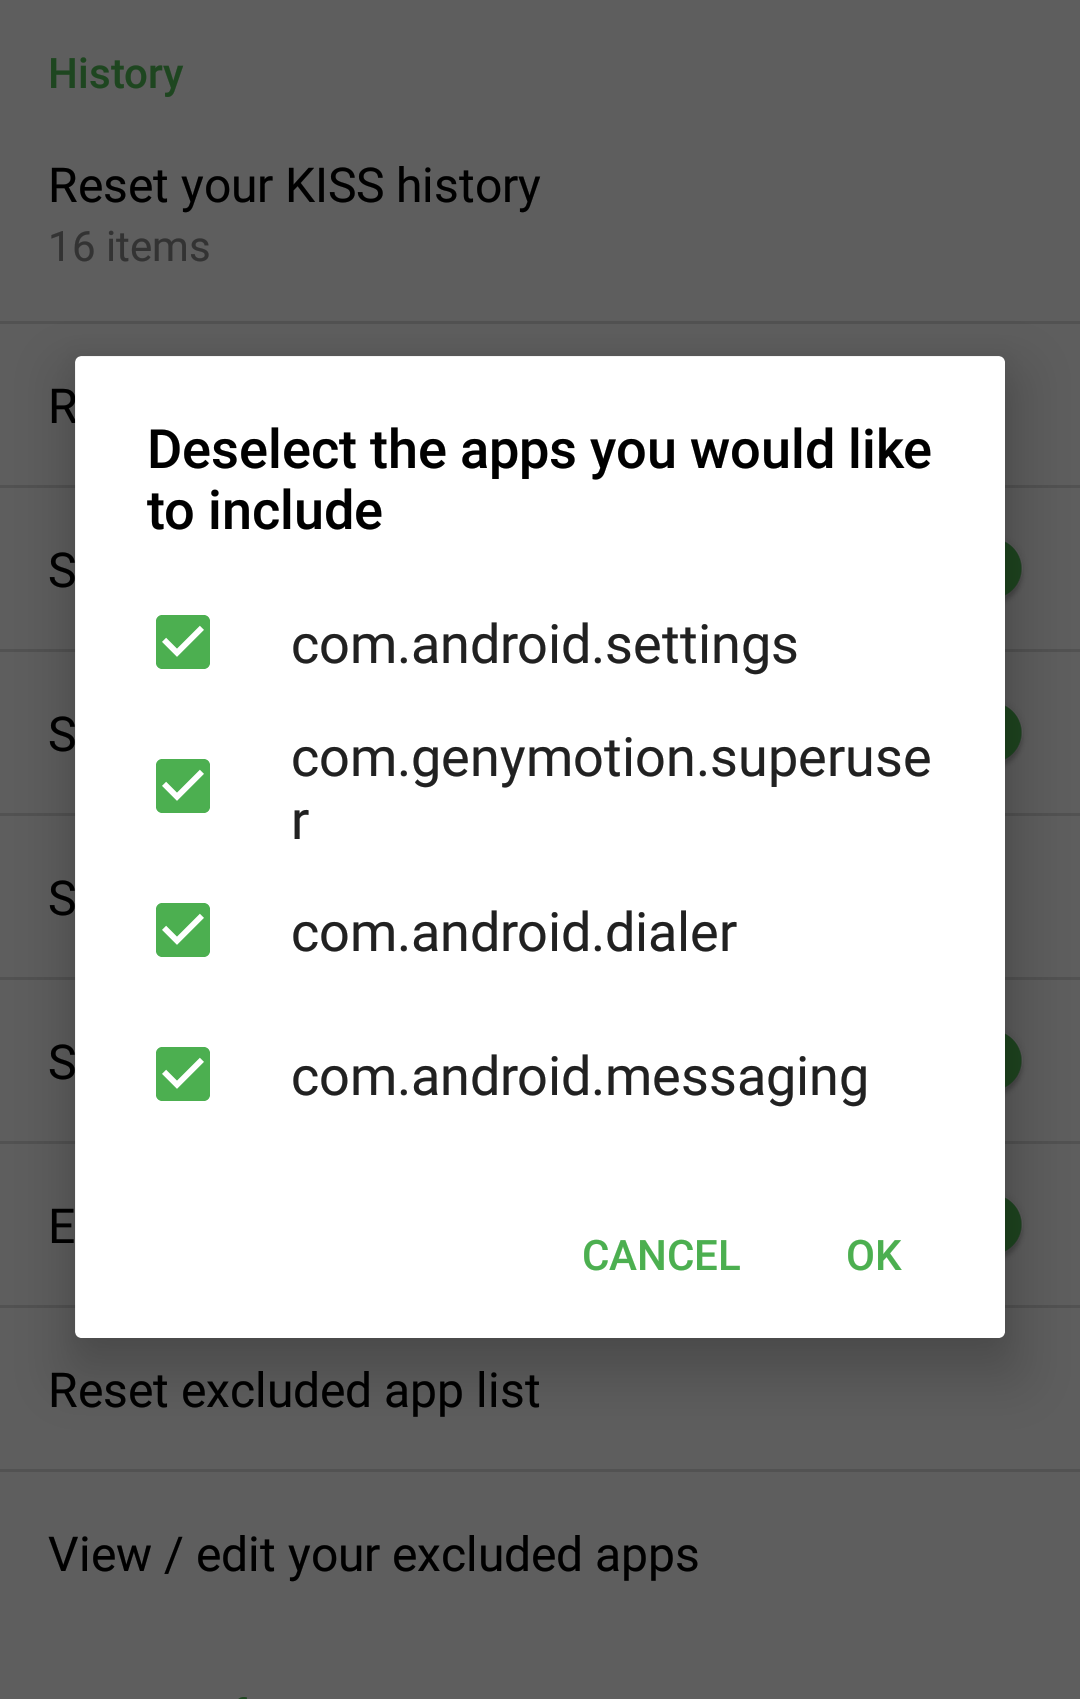 History
Reset your KISS history
16 items
Deselect the apps you would like
to include
com.android.settings
com.genymotion.superuse
r
com.android.dialer
com.android.messaging
CANCEL
OK
Reset excluded app list
View / edit your excluded apps